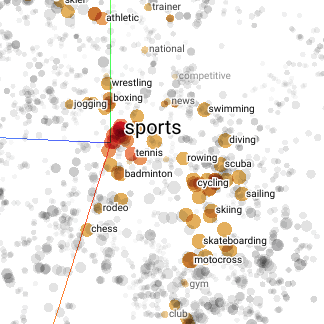 skier
trainer
athletic
national
competitive
wrestling
boxing
jogging
news
swimming
sports
diving
tennis
rowing
scuba
badminton
cycling
sailing
rodeo
skiing
chess
skateboarding
motocross
gym
club